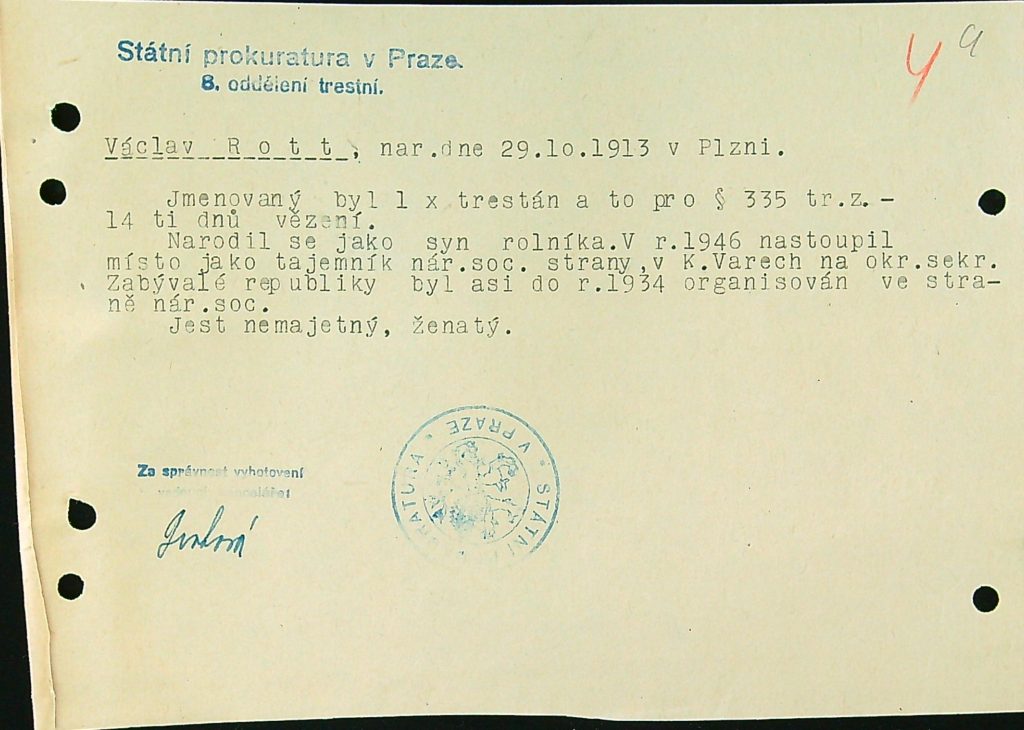 Státní prokuratura v Praze.
8. oddělení trestní.
4 9
Václav R o t t , nar.dne 29.lo.1913 v Plzni.
Jmenovaný byl l x trestán a to pro § 335 tr.z. -
14 ti dnů vězení.
Narodil se jako syn rolníka.V r.1946 nastoupil
místo jako tajemník nár.soc. strany,v K.Varech na okr.sekr.
Zabývalé republiky byl asi do r.1934 organisován ve stra-
ně nár.soc.
Jest nemajetný, ženatý.
Za správnost vyhotovení
STÁTNÍ V PRAZE